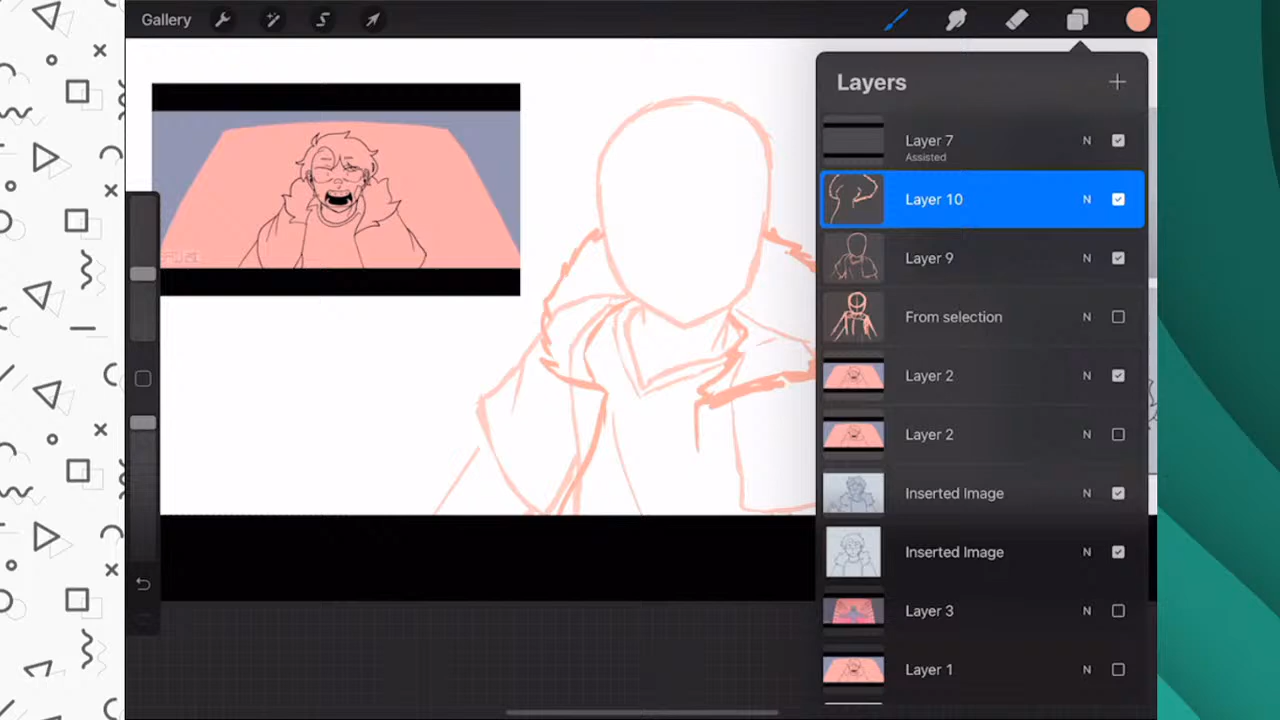 Gallery
Layers
Layer 7
N
Assisted
Layer 10
N
Layer 9
N
From selection
N
Layer 2
N
Layer 2
N
Inserted Image
N
Inserted Image
N
Layer 3
N
Layer 1
N